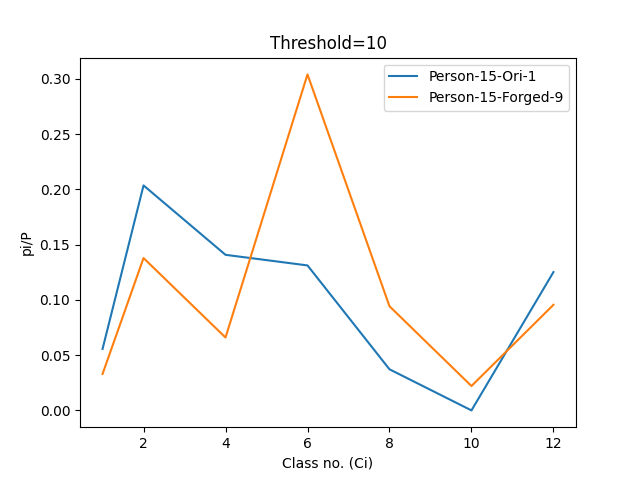 Threshold=10
Person-15-Ori-1
Person-15-Forged-9
0.30
0.25
0.20
0.15
0.10
0.05
0.00
pi/P
2 4 6 8 10 12
Class no. (Ci)